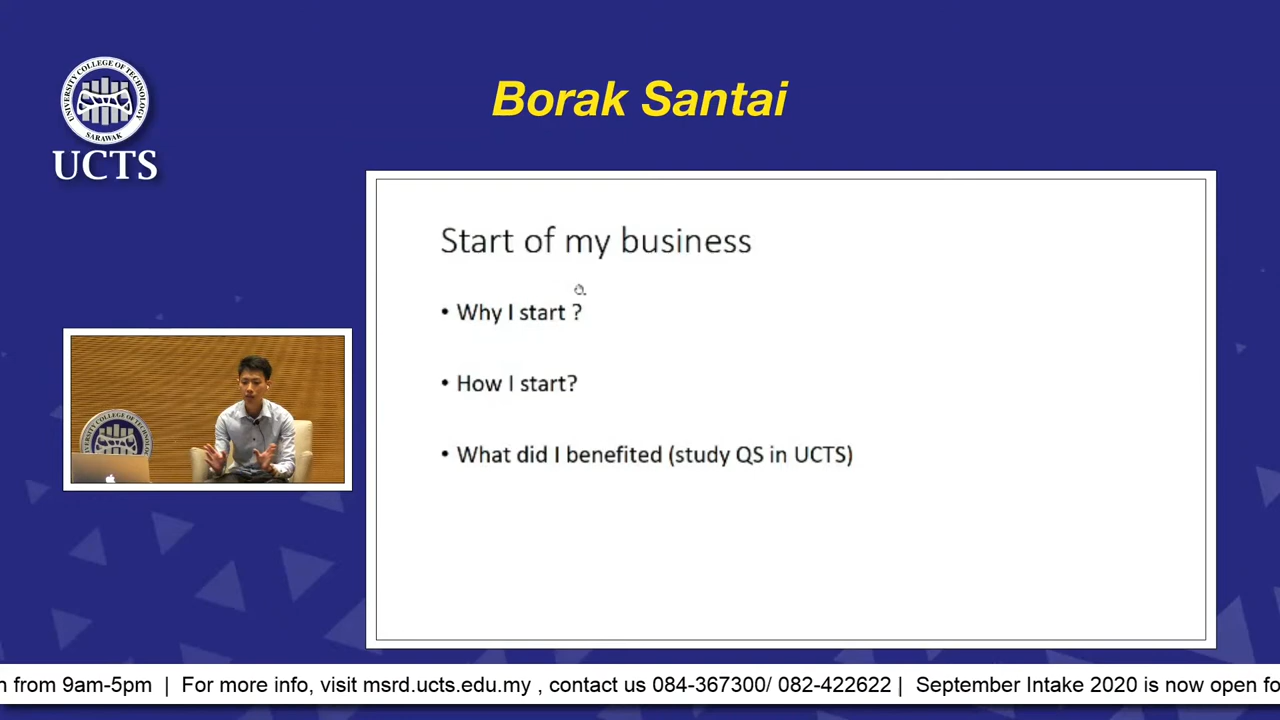 Borak Santai
UNIVERSITY COLLEGE OF TECHNOLOGY
SARAWAK
UCTS
Start of my business
• Why I start ?
• How I start?
• What did I benefited (study QS in UCTS)
from 9am-5pm | For more info, visit msrd.ucts.edu.my , contact us 084-367300/ 082-422622 | September Intake 2020 is now open